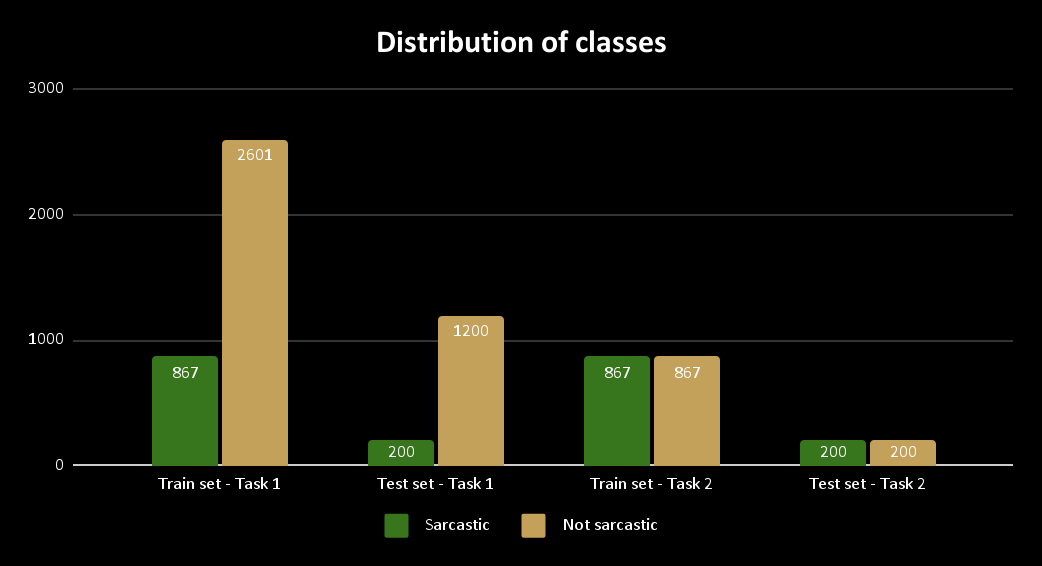 Distribution of classes
3000
2000
1000
0
2601
867
1200
200
867
867
200
200
Train set - Task 1
Test set - Task 1
Train set - Task 2
Test set - Task 2
Sarcastic
Not sarcastic